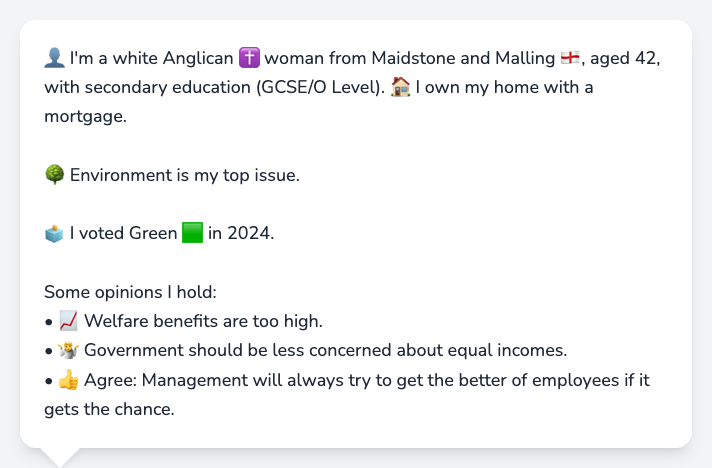 👤 I'm a white Anglican ✝️ woman from Maidstone and Malling 🏴󠁧󠁢󠁥󠁮󠁧󠁿, aged 42,
with secondary education (GCSE/O Level). 🏠 I own my home with a
mortgage.
🌳 Environment is my top issue.
🗳️ I voted Green 🟩 in 2024.
Some opinions I hold:
• 📈 Welfare benefits are too high.
• 🤷 Government should be less concerned about equal incomes.
• 👍 Agree: Management will always try to get the better of employees if it
gets the chance.